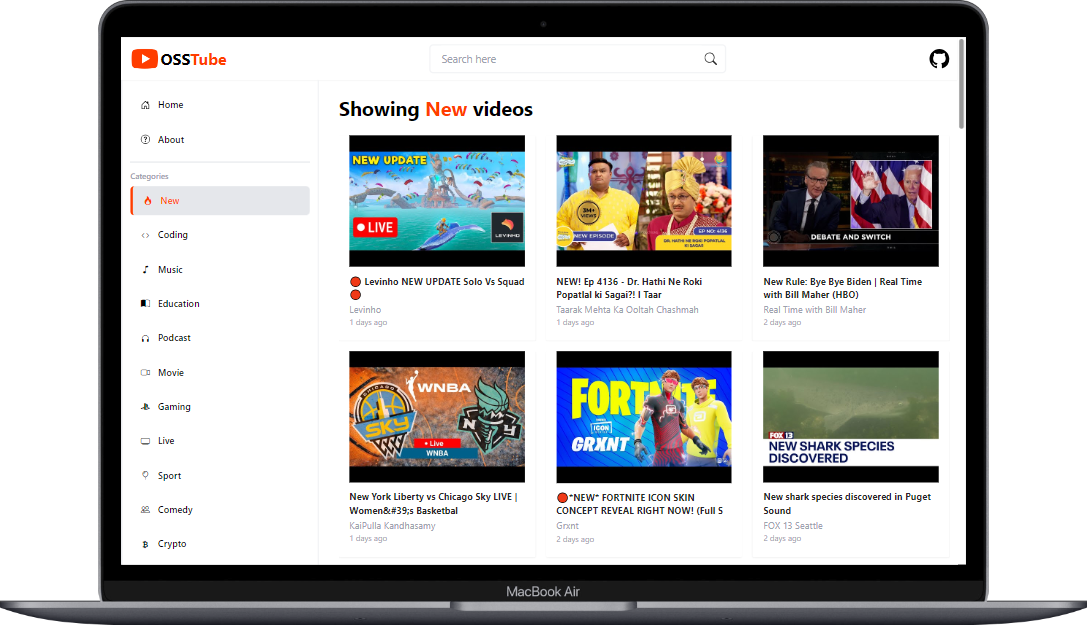 OSSTube
Search here
Home
About
Categories
New
Coding
Music
Education
Podcast
Movie
Gaming
Live
Sport
Comedy
Crypto
Showing New videos
NEW UPDATE
LIVE
LEVINHO
🔴 Levinho NEW UPDATE Solo Vs Squad
🔴
Levinho
1 days ago
3M+
VIEWS
NEW EPISODE
EP NO: 4136
DR. HATHI NE ROKI POPATLAL
KI SAGAI
NEW! Ep 4136 - Dr. Hathi Ne Roki
Popatlal ki Sagai?! I Taar
Taarak Mehta Ka Ooltah Chashmah
1 days ago
DEBATE AND SWITCH
New Rule: Bye Bye Biden | Real Time
with Bill Maher (HBO)
Real Time with Bill Maher
2 days ago
CHICAGO
SKY
WNBA
NY
• Live
WNBA
New York Liberty vs Chicago Sky LIVE |
Women&#39;s Basketbal
KaiPulla Kandhasamy
1 days ago
FORTNITE
ICON
SERIES
GRXNT
🔴*NEW* FORTNITE ICON SKIN
CONCEPT REVEAL RIGHT NOW! (Full S
Grxnt
2 days ago
FOX 13
NEW SHARK SPECIES
DISCOVERED
New shark species discovered in Puget
Sound
FOX 13 Seattle
2 days ago
MacBook Air